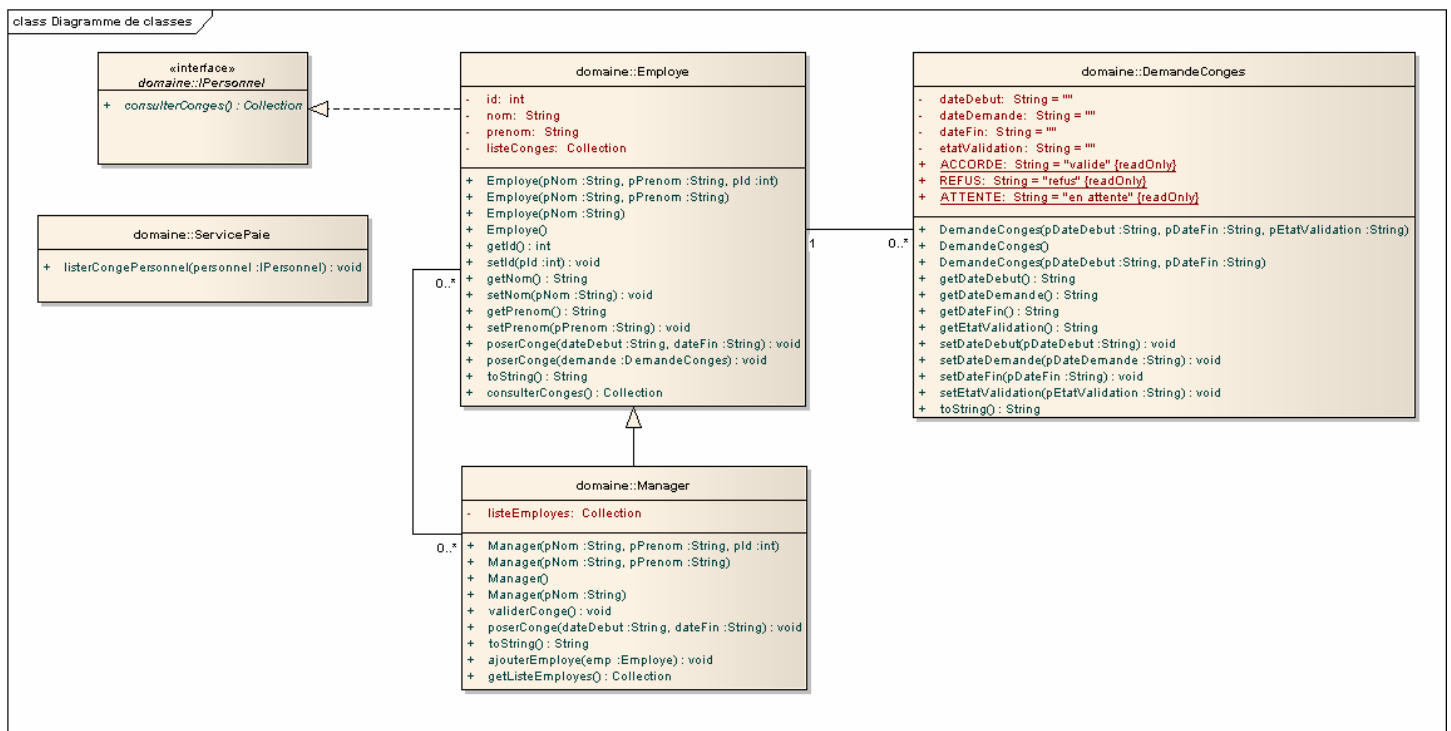 class Diagramme de classes
«interface»
domaine::IPersonnel
+ consulterConges() : Collection
domaine::ServicePaie
+ listerCongePersonnel(personnel :IPersonnel) : void
domaine::Employe
- id: int
- nom: String
- prenom: String
- listeConges: Collection
+ Employe(pNom :String, pPrenom :String, pId :int)
+ Employe(pNom :String, pPrenom :String)
+ Employe(pNom :String)
+ Employe()
+ getId() : int
+ setId(pId :int) : void
+ getNom() : String
+ setNom(pNom :String) : void
+ getPrenom() : String
+ setPrenom(pPrenom :String) : void
+ poserConge(dateDebut :String, dateFin :String) : void
+ poserConge(demande :DemandeConges) : void
+ toString() : String
+ consulterConges() : Collection
1
0..*
domaine::DemandeConges
- dateDebut: String = ""
- dateDemande: String = ""
- dateFin: String = ""
- etatValidation: String = ""
+ ACCORDE: String = "valide" {readOnly}
+ REFUS: String = "refus" {readOnly}
+ ATTENTE: String = "en attente" {readOnly}
+ DemandeConges(pDateDebut :String, pDateFin :String, pEtatValidation :String)
+ DemandeConges()
+ DemandeConges(pDateDebut :String, pDateFin :String)
+ getDateDebut() : String
+ getDateDemande() : String
+ getDateFin() : String
+ getEtatValidation() : String
+ setDateDebut(pDateDebut :String) : void
+ setDateDemande(pDateDemande :String) : void
+ setDateFin(pDateFin :String) : void
+ setEtatValidation(pEtatValidation :String) : void
+ toString() : String
0..*
0..*
domaine::Manager
- listeEmployes: Collection
+ Manager(pNom :String, pPrenom :String, pId :int)
+ Manager(pNom :String, pPrenom :String)
+ Manager()
+ Manager(pNom :String)
+ validerConge() : void
+ poserConge(dateDebut :String, dateFin :String) : void
+ toString() : String
+ ajouterEmploye(emp :Employe) : void
+ getListeEmployes() : Collection